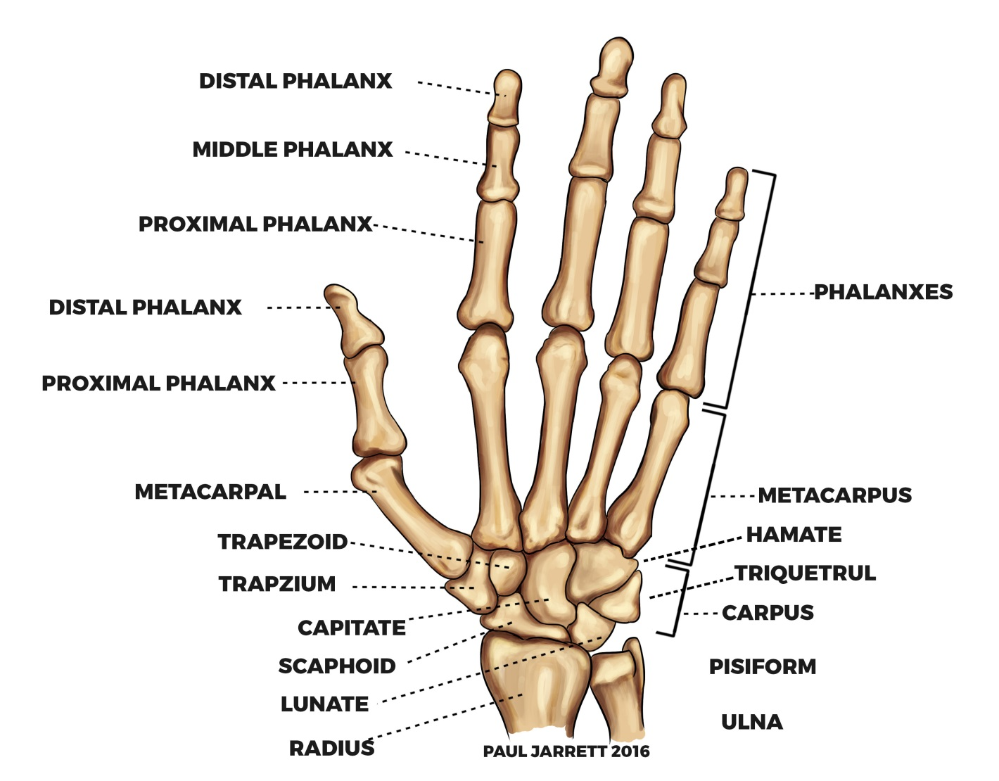 DISTAL PHALANX
MIDDLE PHALANX
PROXIMAL PHALANX
DISTAL PHALANX
PROXIMAL PHALANX
METACARPAL
TRAPEZOID
TRAPZIUM
CAPITATE
SCAPHOID
LUNATE
RADIUS
PHALANXES
METACARPUS
HAMATE
TRIQUETRUL
CARPUS
PISIFORM
ULNA
PAUL JARRETT 2016